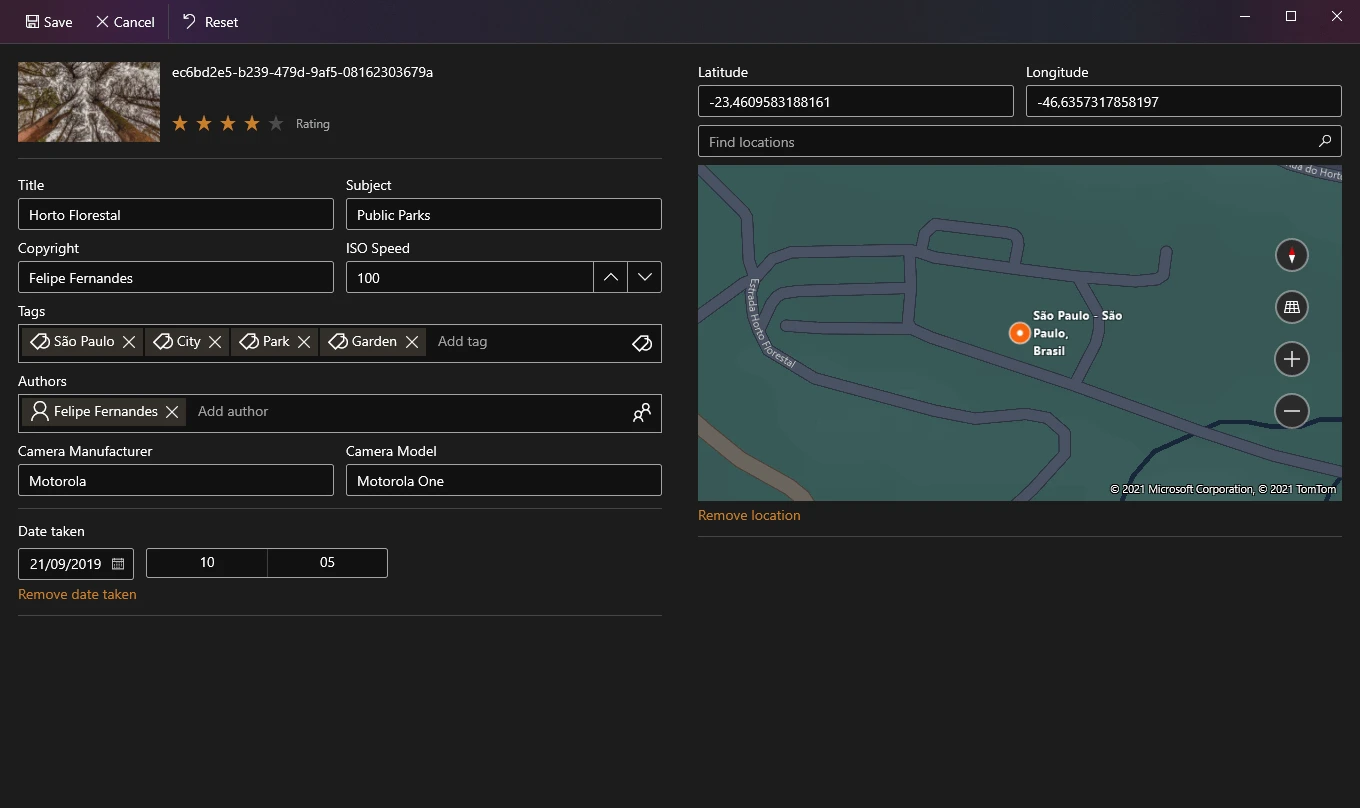 Save Cancel Reset
ec6bd2e5-b239-479d-9af5-08162303679a
Rating
Title Subject
Horto Florestal Public Parks
Copyright ISO Speed
Felipe Fernandes 100
Tags
São Paulo City Park Garden Add tag
Authors
Felipe Fernandes Add author
Camera Manufacturer Camera Model
Motorola Motorola One
Date taken
21/09/2019 10 05
Remove date taken
Latitude Longitude
-23,4609583188161 -46,6357317858197
Find locations
do Horto
Estrada Horto Florestal
São Paulo - São
Paulo,
Brasil
© 2021 Microsoft Corporation, © 2021 TomTom
Remove location